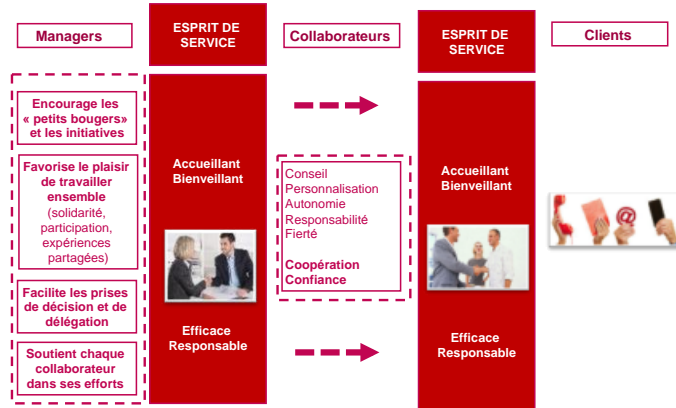 Managers
ESPRIT DE
SERVICE
Collaborateurs
ESPRIT DE
SERVICE
Clients
Encourage les
« petits bougers»
et les initiatives
Favorise le plaisir
de travailler
ensemble
(solidarité,
participation,
expériences
partagées)
Facilite les prises
de décision et de
délégation
Soutient chaque
collaborateur
dans ses efforts
Accueillant
Bienveillant
Efficace
Responsable
Conseil
Personnalisation
Autonomie
Responsabilité
Fierté
Coopération
Confiance
Accueillant
Bienveillant
Efficace
Responsable
@